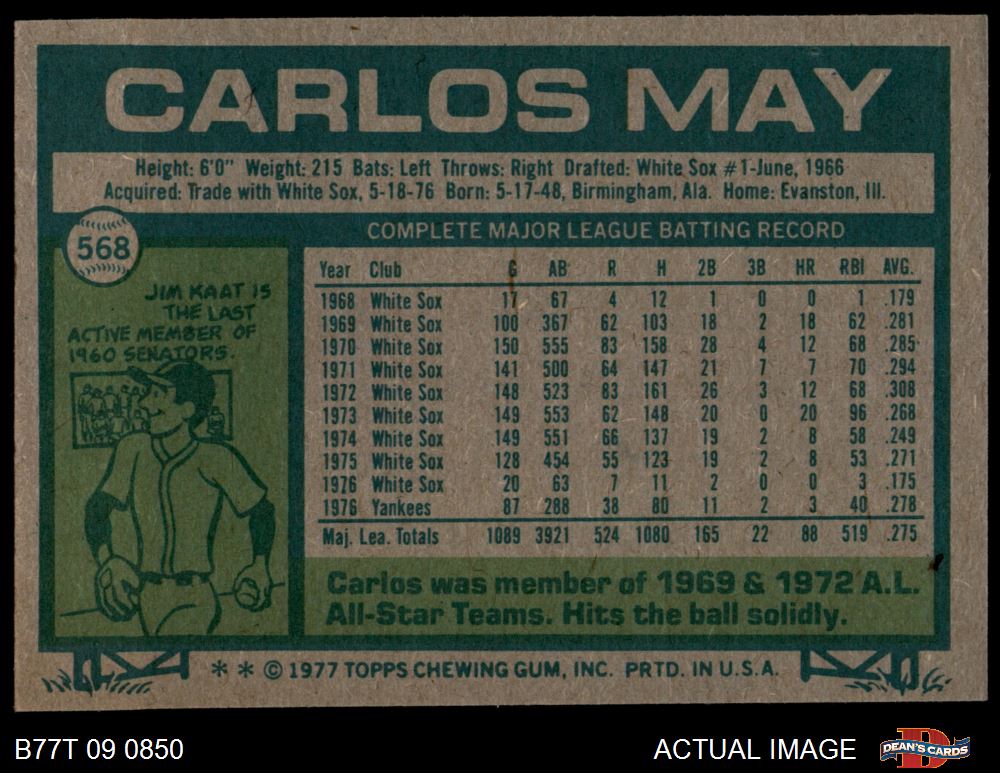 CARLOS MAY
Height: 6'0" Weight: 215 Bats: Left Throws: Right Drafted: White Sox #1-June, 1966
Acquired: Trade with White Sox, 5-18-76 Born: 5-17-48, Birmingham, Ala. Home: Evanston, Ill.
568
JIM KAAT IS
THE LAST
ACTIVE MEMBER OF
1960 SENATORS.
COMPLETE MAJOR LEAGUE BATTING RECORD
Year Club G AB R H 2B 3B HR RBI AVG.
1968 White Sox 17 67 4 12 1 0 0 1 .179
1969 White Sox 100 367 62 103 18 2 18 62 .281
1970 White Sox 150 555 83 158 28 4 12 68 .285
1971 White Sox 141 500 64 147 21 7 7 70 .294
1972 White Sox 148 523 83 161 26 3 12 68 .308
1973 White Sox 149 553 62 148 20 0 20 96 .268
1974 White Sox 149 551 66 137 19 2 8 58 .249
1975 White Sox 128 454 55 123 19 2 8 53 .271
1976 White Sox 20 63 7 11 2 0 0 3 .175
1976 Yankees 87 288 38 80 11 2 3 40 .278
Maj. Lea. Totals 1089 3921 524 1080 165 22 88 519 .275
Carlos was member of 1969 & 1972 A.L.
All-Star Teams. Hits the ball solidly.
** © 1977 TOPPS CHEWING GUM, INC. PRTD. IN U.S.A.
B77T 09 0850
ACTUAL IMAGE
B
DEAN'S CARDS